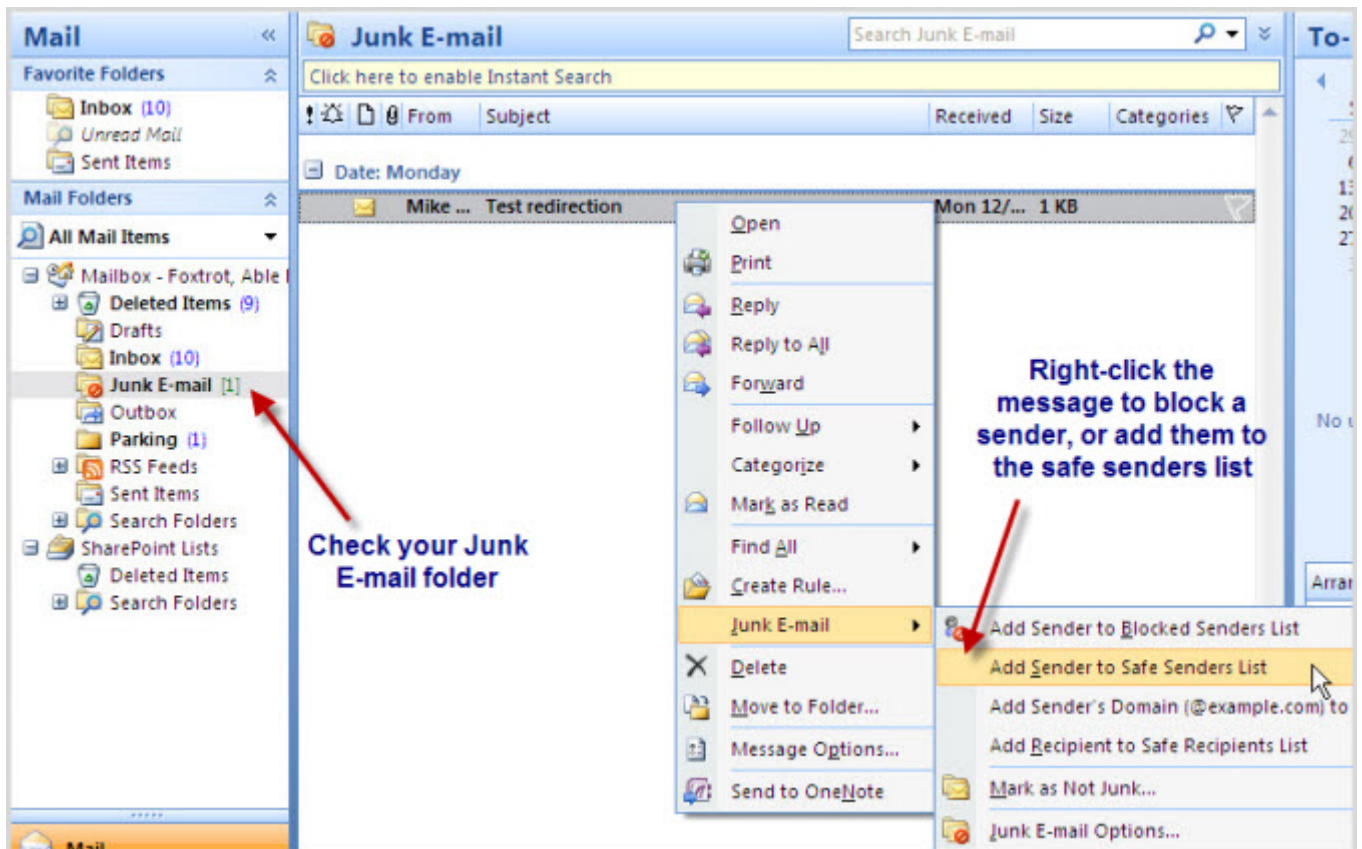 Mail «
Favorite Folders
Inbox (10)
Unread Mail
Sent Items
Mail Folders
All Mail Items
Mailbox - Foxtrot, Able
Deleted Items (9)
Drafts
Inbox (10)
Junk E-mail [1]
Outbox
Parking (1)
RSS Feeds
Sent Items
Search Folders
SharePoint Lists
Deleted Items
Search Folders
Mail
Junk E-mail
Search Junk E-mail
Click here to enable Instant Search
From Subject Received Size Categories
Date: Monday
Mike ... Test redirection Mon 12/... 1 KB
Open
Print
Reply
Reply to All
Forward
Follow Up
Categorize
Mark as Read
Find All
Create Rule...
Junk E-mail
Delete
Move to Folder...
Message Options...
Send to OneNote
Add Sender to Blocked Senders List
Add Sender to Safe Senders List
Add Sender's Domain (@example.com) to
Add Recipient to Safe Recipients List
Mark as Not Junk...
Junk E-mail Options...
Check your Junk
E-mail folder
Right-click the
message to block a
sender, or add them to
the safe senders list
To-
13
20
27
No
Arran